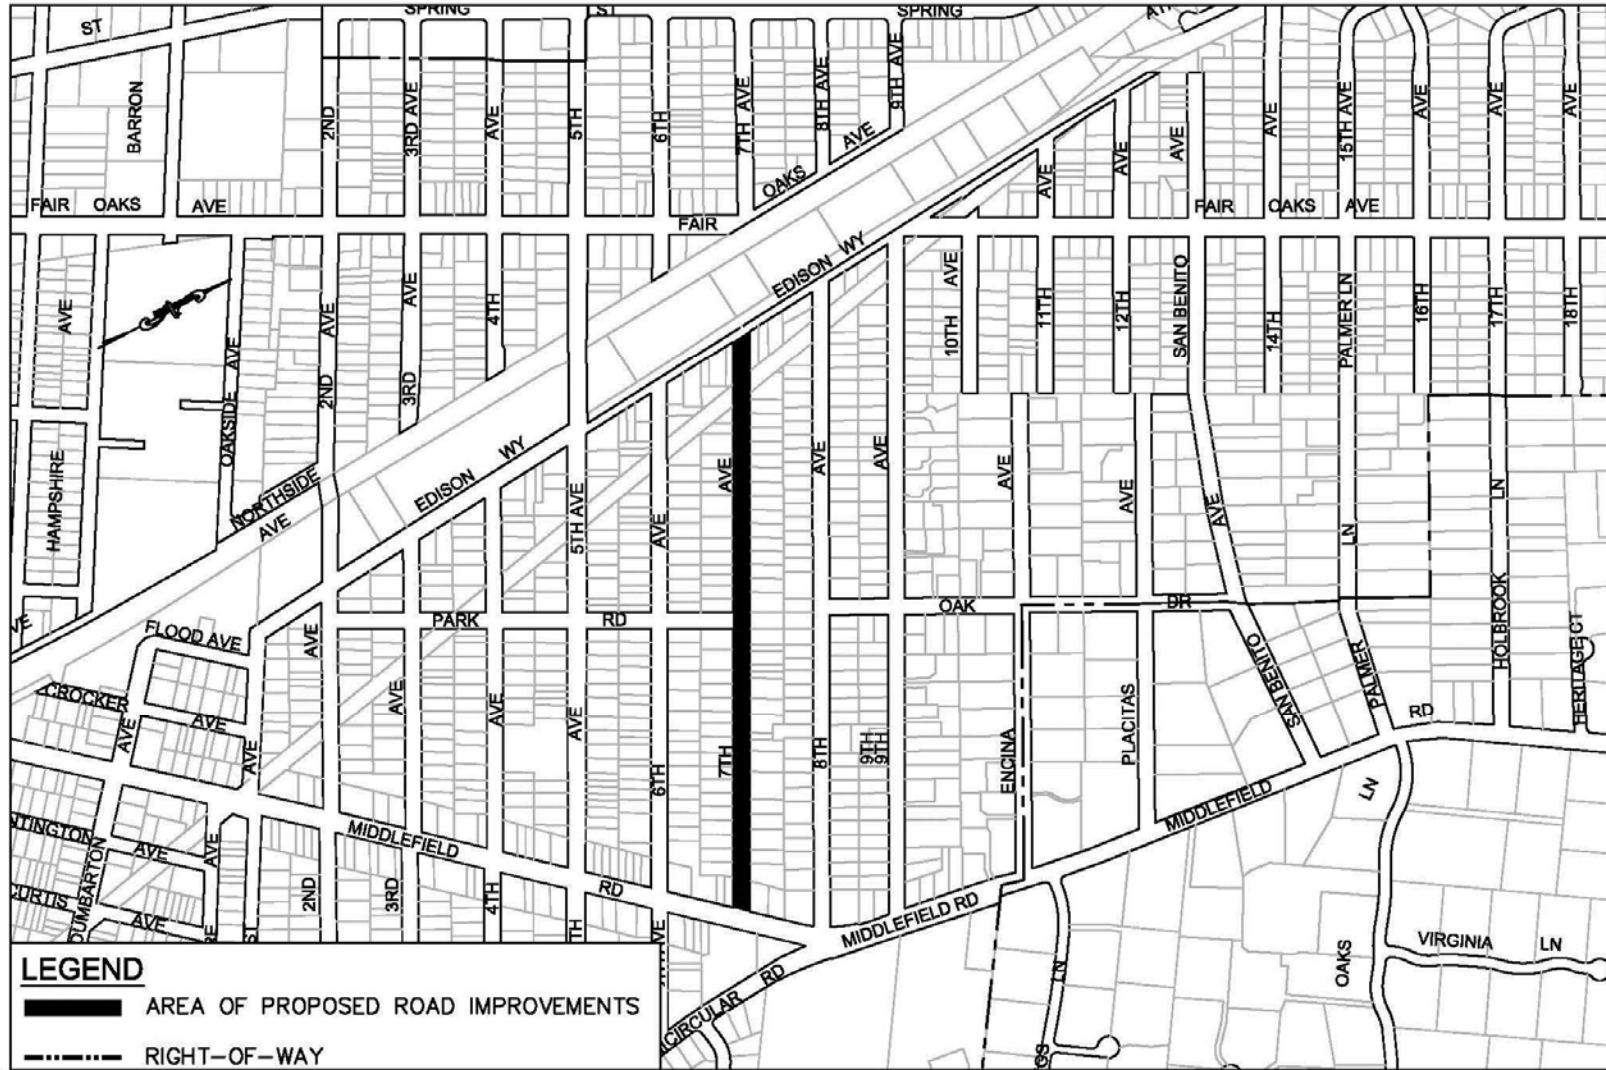 SPRING
ST
SPRING
ST
BARRON
2ND
3RD AVE
AVE
5TH
6TH
7TH AVE
8TH AVE
9TH AVE
AVE
AVE
AVE
AVE
15TH AVE
AVE
AVE
AVE
FAIR OAKS AVE
FAIR
OAKS
AVE
FAIR OAKS AVE
EDISON WY
AVE
AVE
AVE
4TH
AVE
10TH
11TH
12TH
SAN BENITO
14TH
PALMER LN
16TH
17TH
18TH
OAKSIDE AVE
2ND
3RD
HAMPSHIRE
NORTHSIDE
AVE
EDISON WY
5TH AVE
AVE
AVE
AVE
AVE
AVE
AVE
AVE
LN
LN
PARK RD
OAK DR
FLOOD AVE
AVE
CROCKER
AVE
AVE
AVE
AVE
AVE
AVE
6TH
7TH
8TH
9TH
9TH
ENCINA
PLACITAS
SAN BENITO
PALMER
RD
HOLBROOK
HERITAGE CT
MIDDLEFIELD
LN
MIDDLEFIELD
RD
AVE
AVE
DUMBARTON
CURTIS
AVE
2ND
3RD
4TH
TH
ST
MIDDLEFIELD RD
CIRCULAR RD
LN
OAKS
VIRGINIA LN
LEGEND
AREA OF PROPOSED ROAD IMPROVEMENTS
RIGHT-OF-WAY